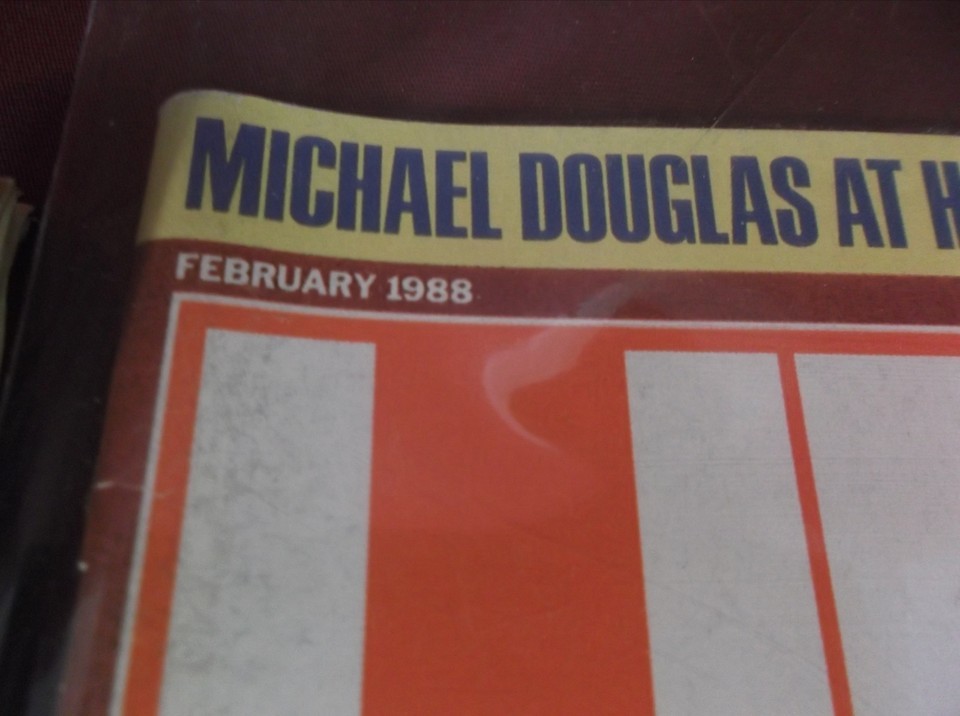 MICHAEL DOUGLAS AT H
FEBRUARY 1988